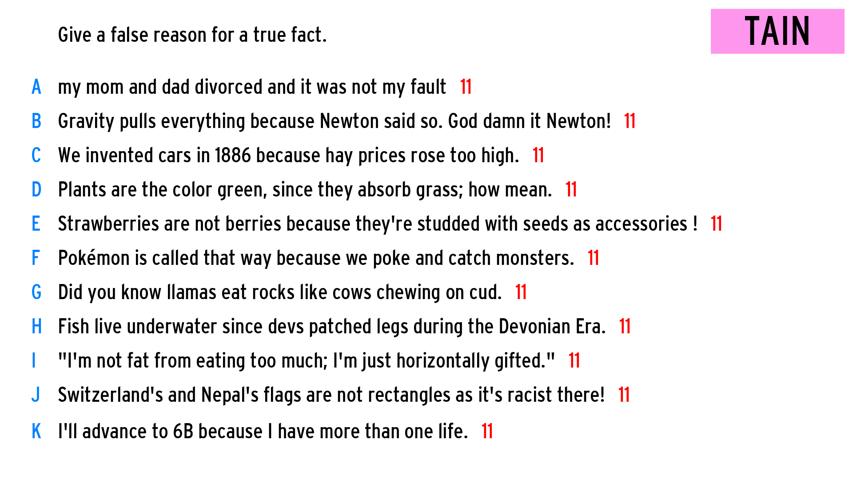 Give a false reason for a true fact.
TAIN
A my mom and dad divorced and it was not my fault 11
B Gravity pulls everything because Newton said so. God damn it Newton! 11
C We invented cars in 1886 because hay prices rose too high. 11
D Plants are the color green, since they absorb grass; how mean. 11
E Strawberries are not berries because they're studded with seeds as accessories ! 11
F Pokémon is called that way because we poke and catch monsters. 11
G Did you know llamas eat rocks like cows chewing on cud. 11
H Fish live underwater since devs patched legs during the Devonian Era. 11
I "I'm not fat from eating too much; I'm just horizontally gifted." 11
J Switzerland's and Nepal's flags are not rectangles as it's racist there! 11
K I'll advance to 6B because I have more than one life. 11